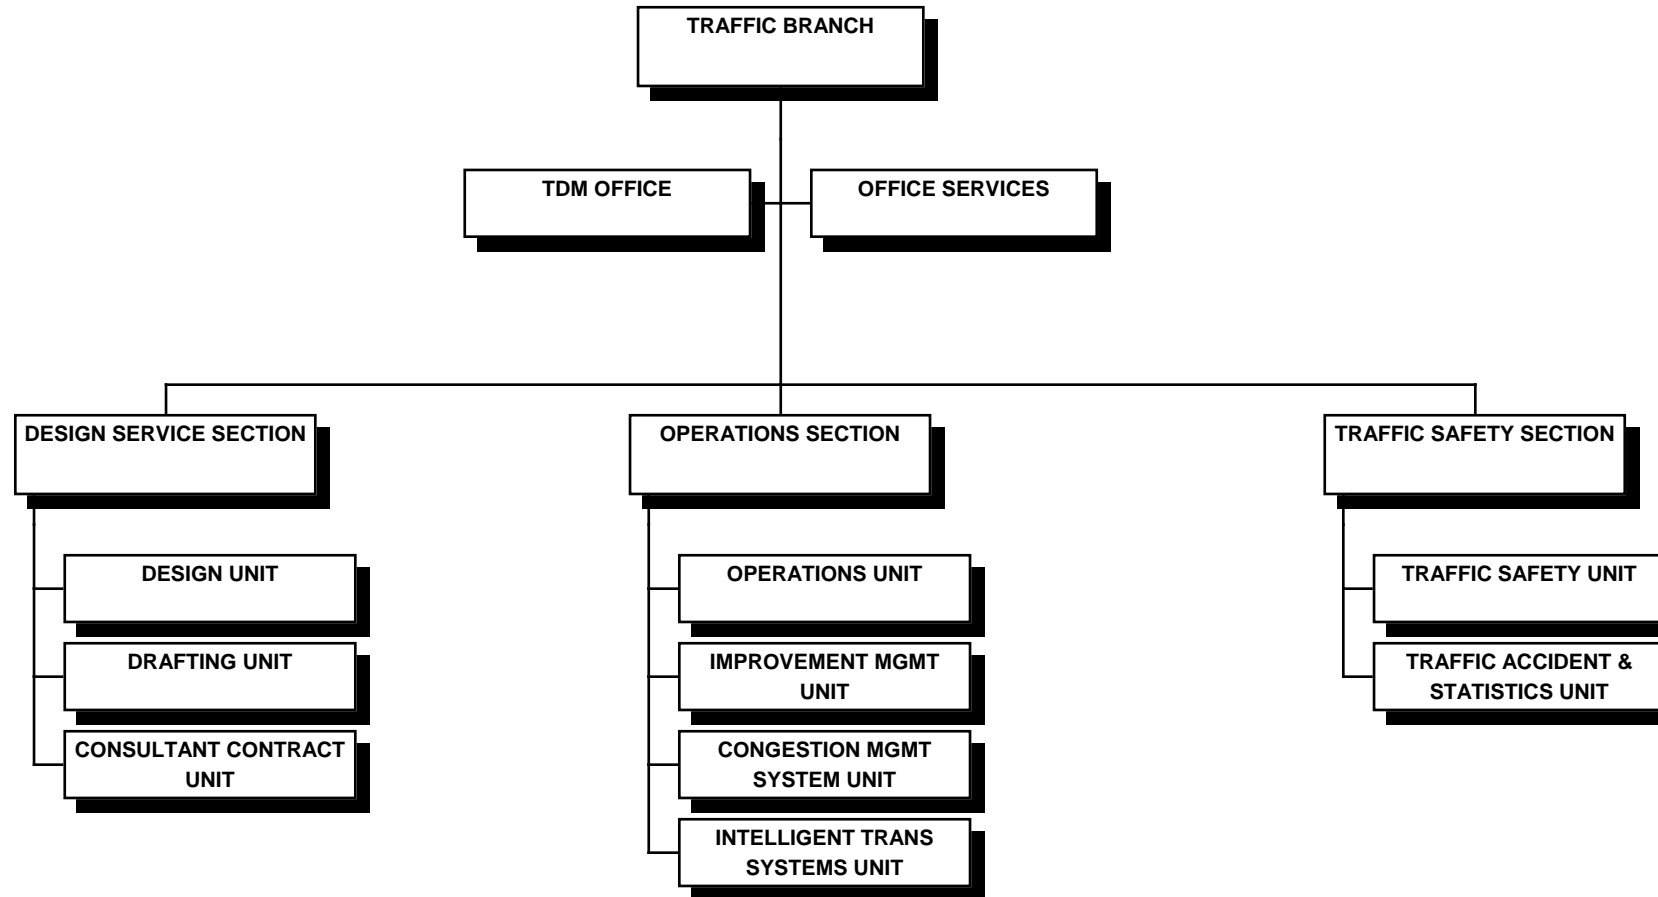 TRAFFIC BRANCH
TDM OFFICE
OFFICE SERVICES
DESIGN SERVICE SECTION
DESIGN UNIT
DRAFTING UNIT
CONSULTANT CONTRACT
UNIT
OPERATIONS SECTION
OPERATIONS UNIT
IMPROVEMENT MGMT
UNIT
CONGESTION MGMT
SYSTEM UNIT
INTELLIGENT TRANS
SYSTEMS UNIT
TRAFFIC SAFETY SECTION
TRAFFIC SAFETY UNIT
TRAFFIC ACCIDENT &
STATISTICS UNIT